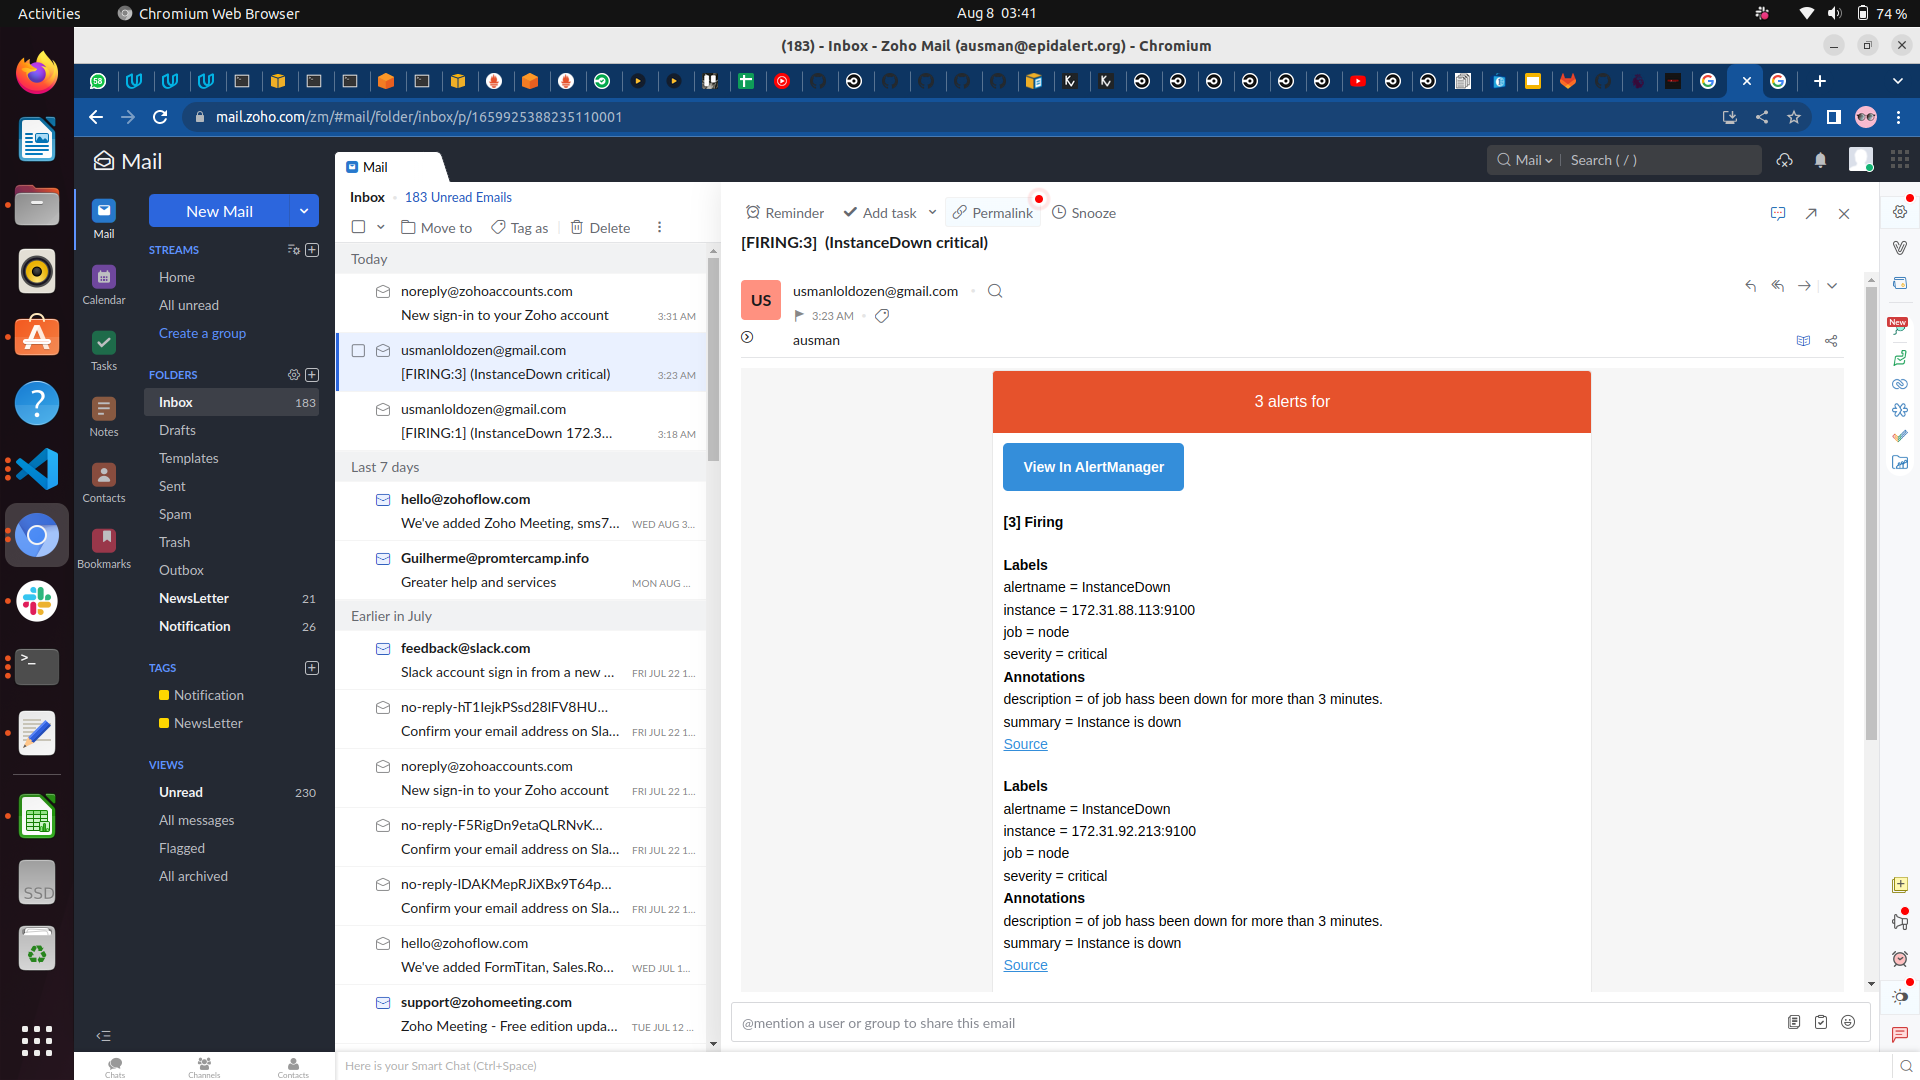 Activities
Chromium Web Browser
Aug 8 03:41
74 %
(183) - Inbox - Zoho Mail (ausman@epidalert.org) - Chromium
mail.zoho.com/zm/#mail/folder/inbox/p/1659925388235110001
Mail
Mail
Mail
Search ( / )
New Mail
Mail
Calendar
Tasks
Notes
Contacts
Bookmarks
STREAMS
Home
All unread
Create a group
FOLDERS
Inbox 183
Drafts
Templates
Sent
Spam
Trash
Outbox
NewsLetter 21
Notification 26
TAGS
Notification
NewsLetter
VIEWS
Unread 230
All messages
Flagged
All archived
Inbox
183 Unread Emails
Move to
Tag as
Delete
Today
noreply@zohoaccounts.com
New sign-in to your Zoho account 3:31 AM
usmanloldozen@gmail.com
[FIRING:3] (InstanceDown critical) 3:23 AM
usmanloldozen@gmail.com
[FIRING:1] (InstanceDown 172.3... 3:18 AM
Last 7 days
hello@zohoflow.com
We've added Zoho Meeting, sms7... WED AUG 3...
Guilherme@promtercamp.info
Greater help and services MON AUG ...
Earlier in July
feedback@slack.com
Slack account sign in from a new ... FRI JUL 22 1...
no-reply-hT1IejkPSsd28IFV8HU...
Confirm your email address on Sla... FRI JUL 22 1...
noreply@zohoaccounts.com
New sign-in to your Zoho account FRI JUL 22 1...
no-reply-F5RigDn9etaQLRNvK...
Confirm your email address on Sla... FRI JUL 22 1...
no-reply-lDAKMepRJiXBx9T64p...
Confirm your email address on Sla... FRI JUL 22 1...
hello@zohoflow.com
We've added FormTitan, Sales.Ro... WED JUL 1...
support@zohomeeting.com
Zoho Meeting - Free edition upda... TUE JUL 12 ...
Reminder
Add task
Permalink
Snooze
[FIRING:3] (InstanceDown critical)
US
usmanloldozen@gmail.com
3:23 AM
ausman
3 alerts for
View In AlertManager
[3] Firing
Labels
alertname = InstanceDown
instance = 172.31.88.113:9100
job = node
severity = critical
Annotations
description = of job hass been down for more than 3 minutes.
summary = Instance is down
Source
Labels
alertname = InstanceDown
instance = 172.31.92.213:9100
job = node
severity = critical
Annotations
description = of job hass been down for more than 3 minutes.
summary = Instance is down
Source
@mention a user or group to share this email
New
SSD
Chats
Channels
Contacts
Here is your Smart Chat (Ctrl+Space)